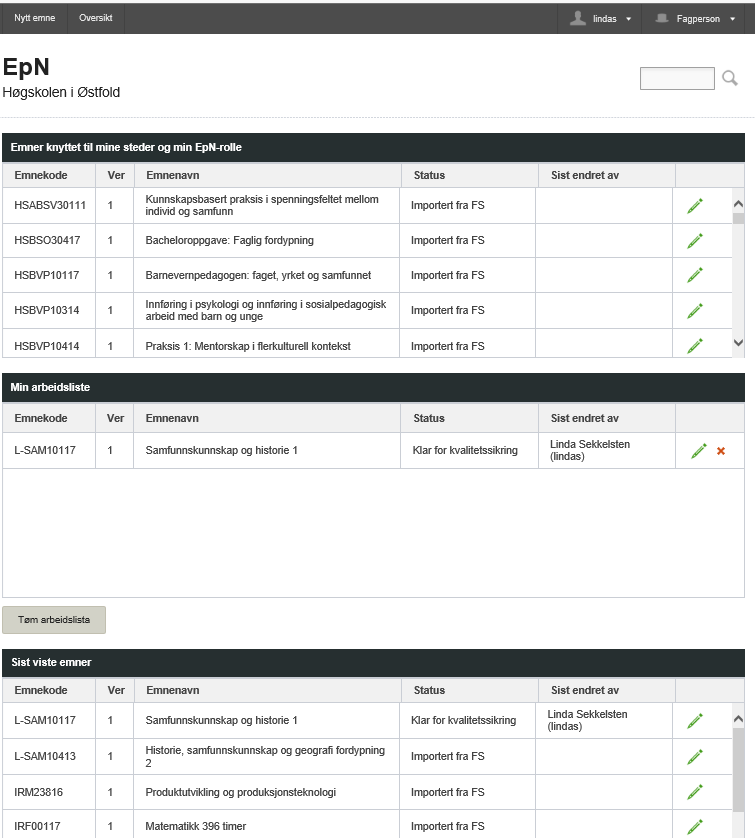 Nytt emne Oversikt lindas Fagperson
EpN
Høgskolen i Østfold
Emner knyttet til mine steder og min EpN-rolle
Emnekode Ver Emnenavn Status Sist endret av
HSABSV30111 1 Kunnskapsbasert praksis i spenningsfeltet mellom individ og samfunn Importert fra FS
HSBSO30417 1 Bacheloroppgave: Faglig fordypning Importert fra FS
HSBVP10117 1 Barnevernpedagogen: faget, yrket og samfunnet Importert fra FS
HSBVP10314 1 Innføring i psykologi og innføring i sosialpedagogisk arbeid med barn og unge Importert fra FS
HSBVP10414 1 Praksis 1: Mentorskap i flerkulturell kontekst Importert fra FS
Min arbeidsliste
Emnekode Ver Emnenavn Status Sist endret av
L-SAM10117 1 Samfunnskunnskap og historie 1 Klar for kvalitetssikring Linda Sekkelsten (lindas)
Tøm arbeidslista
Sist viste emner
Emnekode Ver Emnenavn Status Sist endret av
L-SAM10117 1 Samfunnskunnskap og historie 1 Klar for kvalitetssikring Linda Sekkelsten (lindas)
L-SAM10413 1 Historie, samfunnskunnskap og geografi fordypning 2 Importert fra FS
IRM23816 1 Produktutvikling og produksjonsteknologi Importert fra FS
IRF00117 1 Matematikk 396 timer Importert fra FS